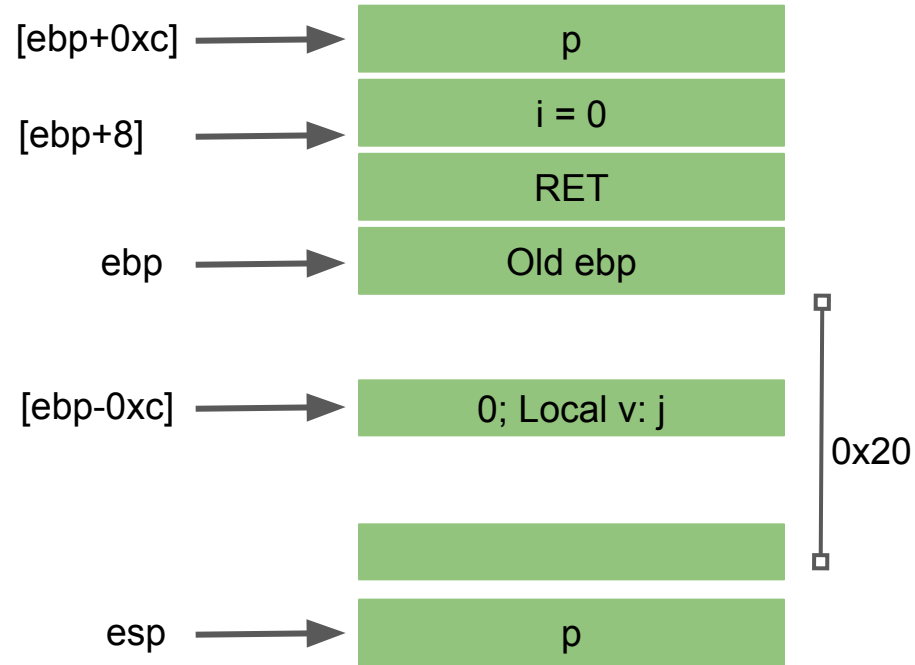 [ebp+0xc]
p
[ebp+8]
i = 0
RET
ebp
Old ebp
[ebp-0xc]
0; Local v: j
0x20
esp
p